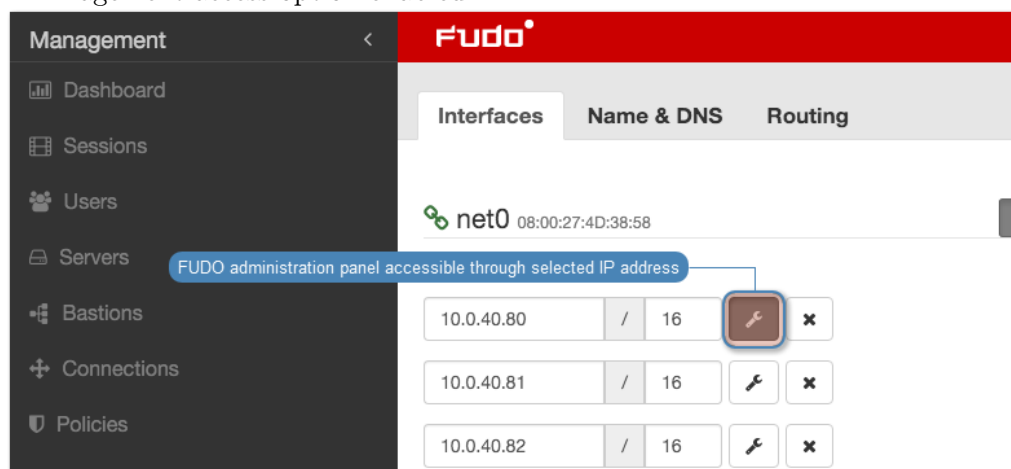 Management
FUDO
Dashboard
Interfaces
Name & DNS
Routing
Sessions
Users
net0 08:00:27:4D:38:58
Servers
FUDO administration panel accessible through selected IP address
Bastions
10.0.40.80 / 16
Connections
10.0.40.81 / 16
Policies
10.0.40.82 / 16